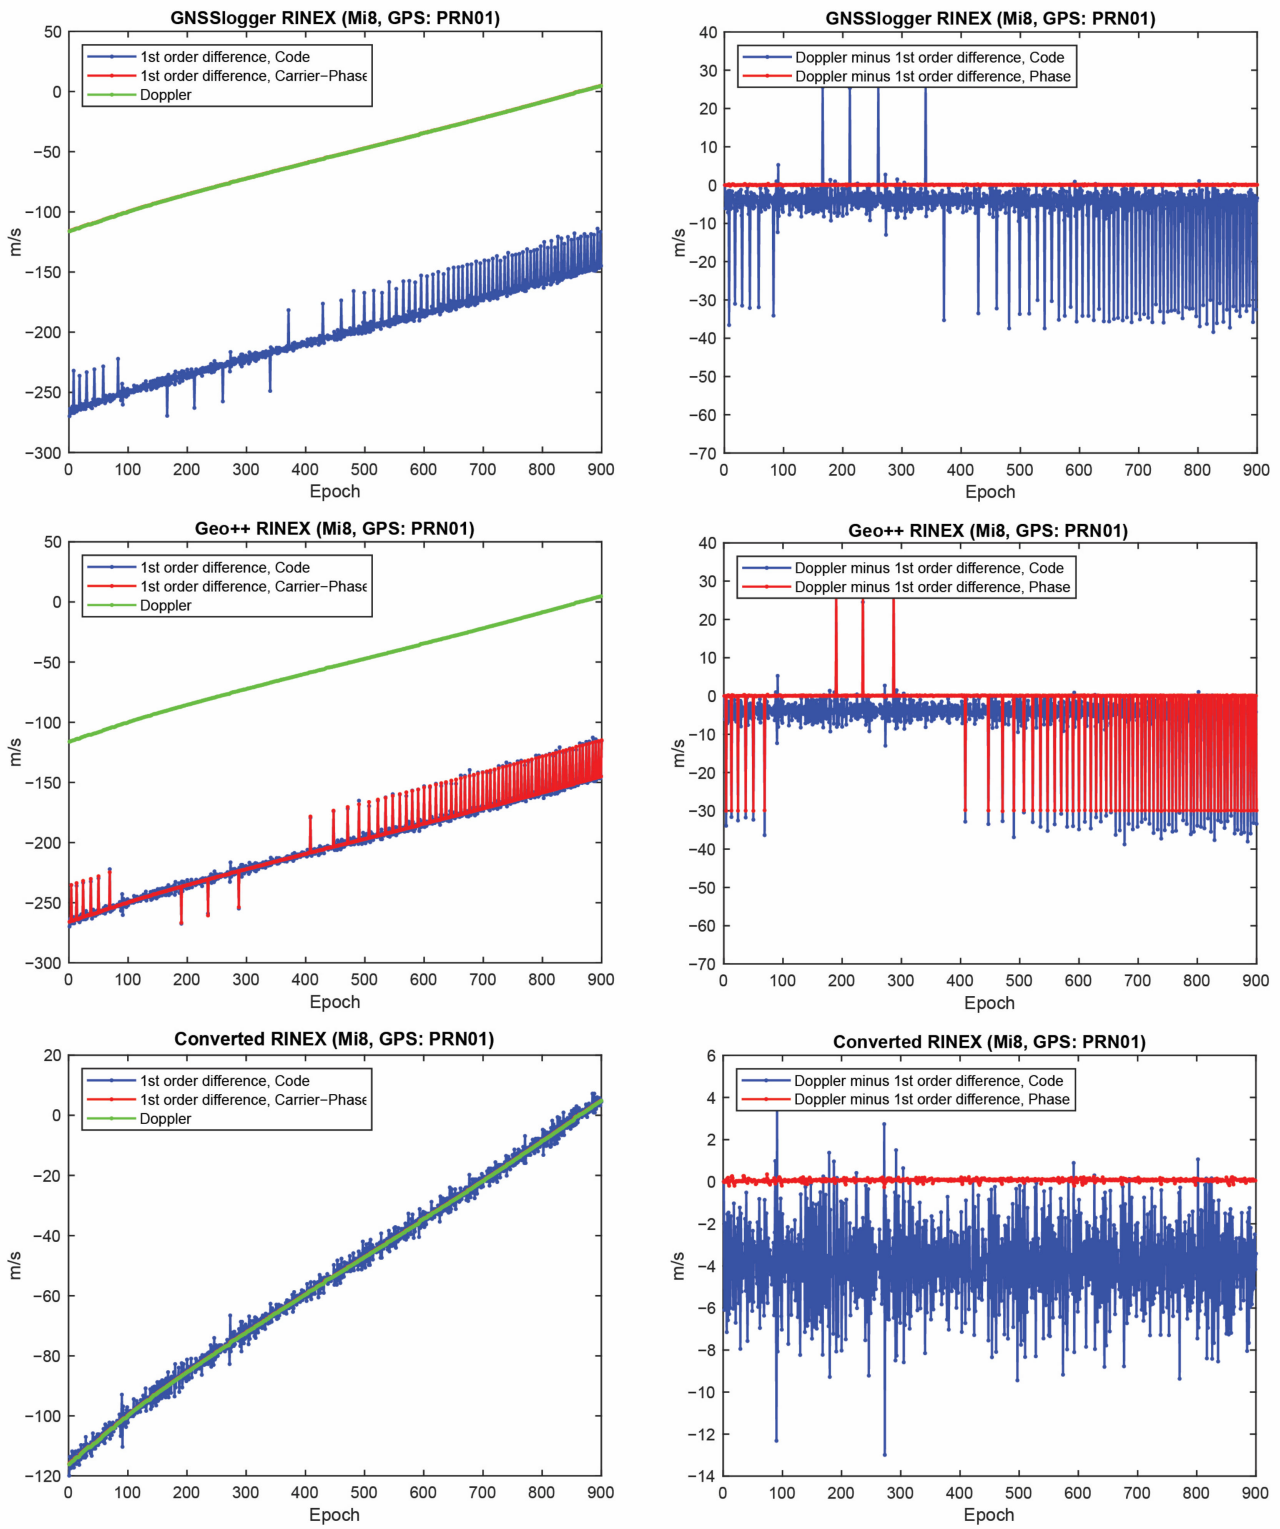 GNSSlogger RINEX (Mi8, GPS: PRN01)
50
0
−50
−100
−150
−200
−250
−300
m/s
1st order difference, Code
1st order difference, Carrier−Phase
Doppler
0 100 200 300 400 500 600 700 800 900
Epoch
GNSSlogger RINEX (Mi8, GPS: PRN01)
40
30
20
10
0
−10
−20
−30
−40
−50
−60
−70
m/s
Doppler minus 1st order difference, Code
Doppler minus 1st order difference, Phase
0 100 200 300 400 500 600 700 800 900
Epoch
Geo++ RINEX (Mi8, GPS: PRN01)
50
0
−50
−100
−150
−200
−250
−300
m/s
1st order difference, Code
1st order difference, Carrier−Phase
Doppler
0 100 200 300 400 500 600 700 800 900
Epoch
Geo++ RINEX (Mi8, GPS: PRN01)
40
30
20
10
0
−10
−20
−30
−40
−50
−60
−70
m/s
Doppler minus 1st order difference, Code
Doppler minus 1st order difference, Phase
0 100 200 300 400 500 600 700 800 900
Epoch
Converted RINEX (Mi8, GPS: PRN01)
20
0
−20
−40
−60
−80
−100
−120
m/s
1st order difference, Code
1st order difference, Carrier−Phase
Doppler
0 100 200 300 400 500 600 700 800 900
Epoch
Converted RINEX (Mi8, GPS: PRN01)
6
4
2
0
−2
−4
−6
−8
−10
−12
−14
m/s
Doppler minus 1st order difference, Code
Doppler minus 1st order difference, Phase
0 100 200 300 400 500 600 700 800 900
Epoch